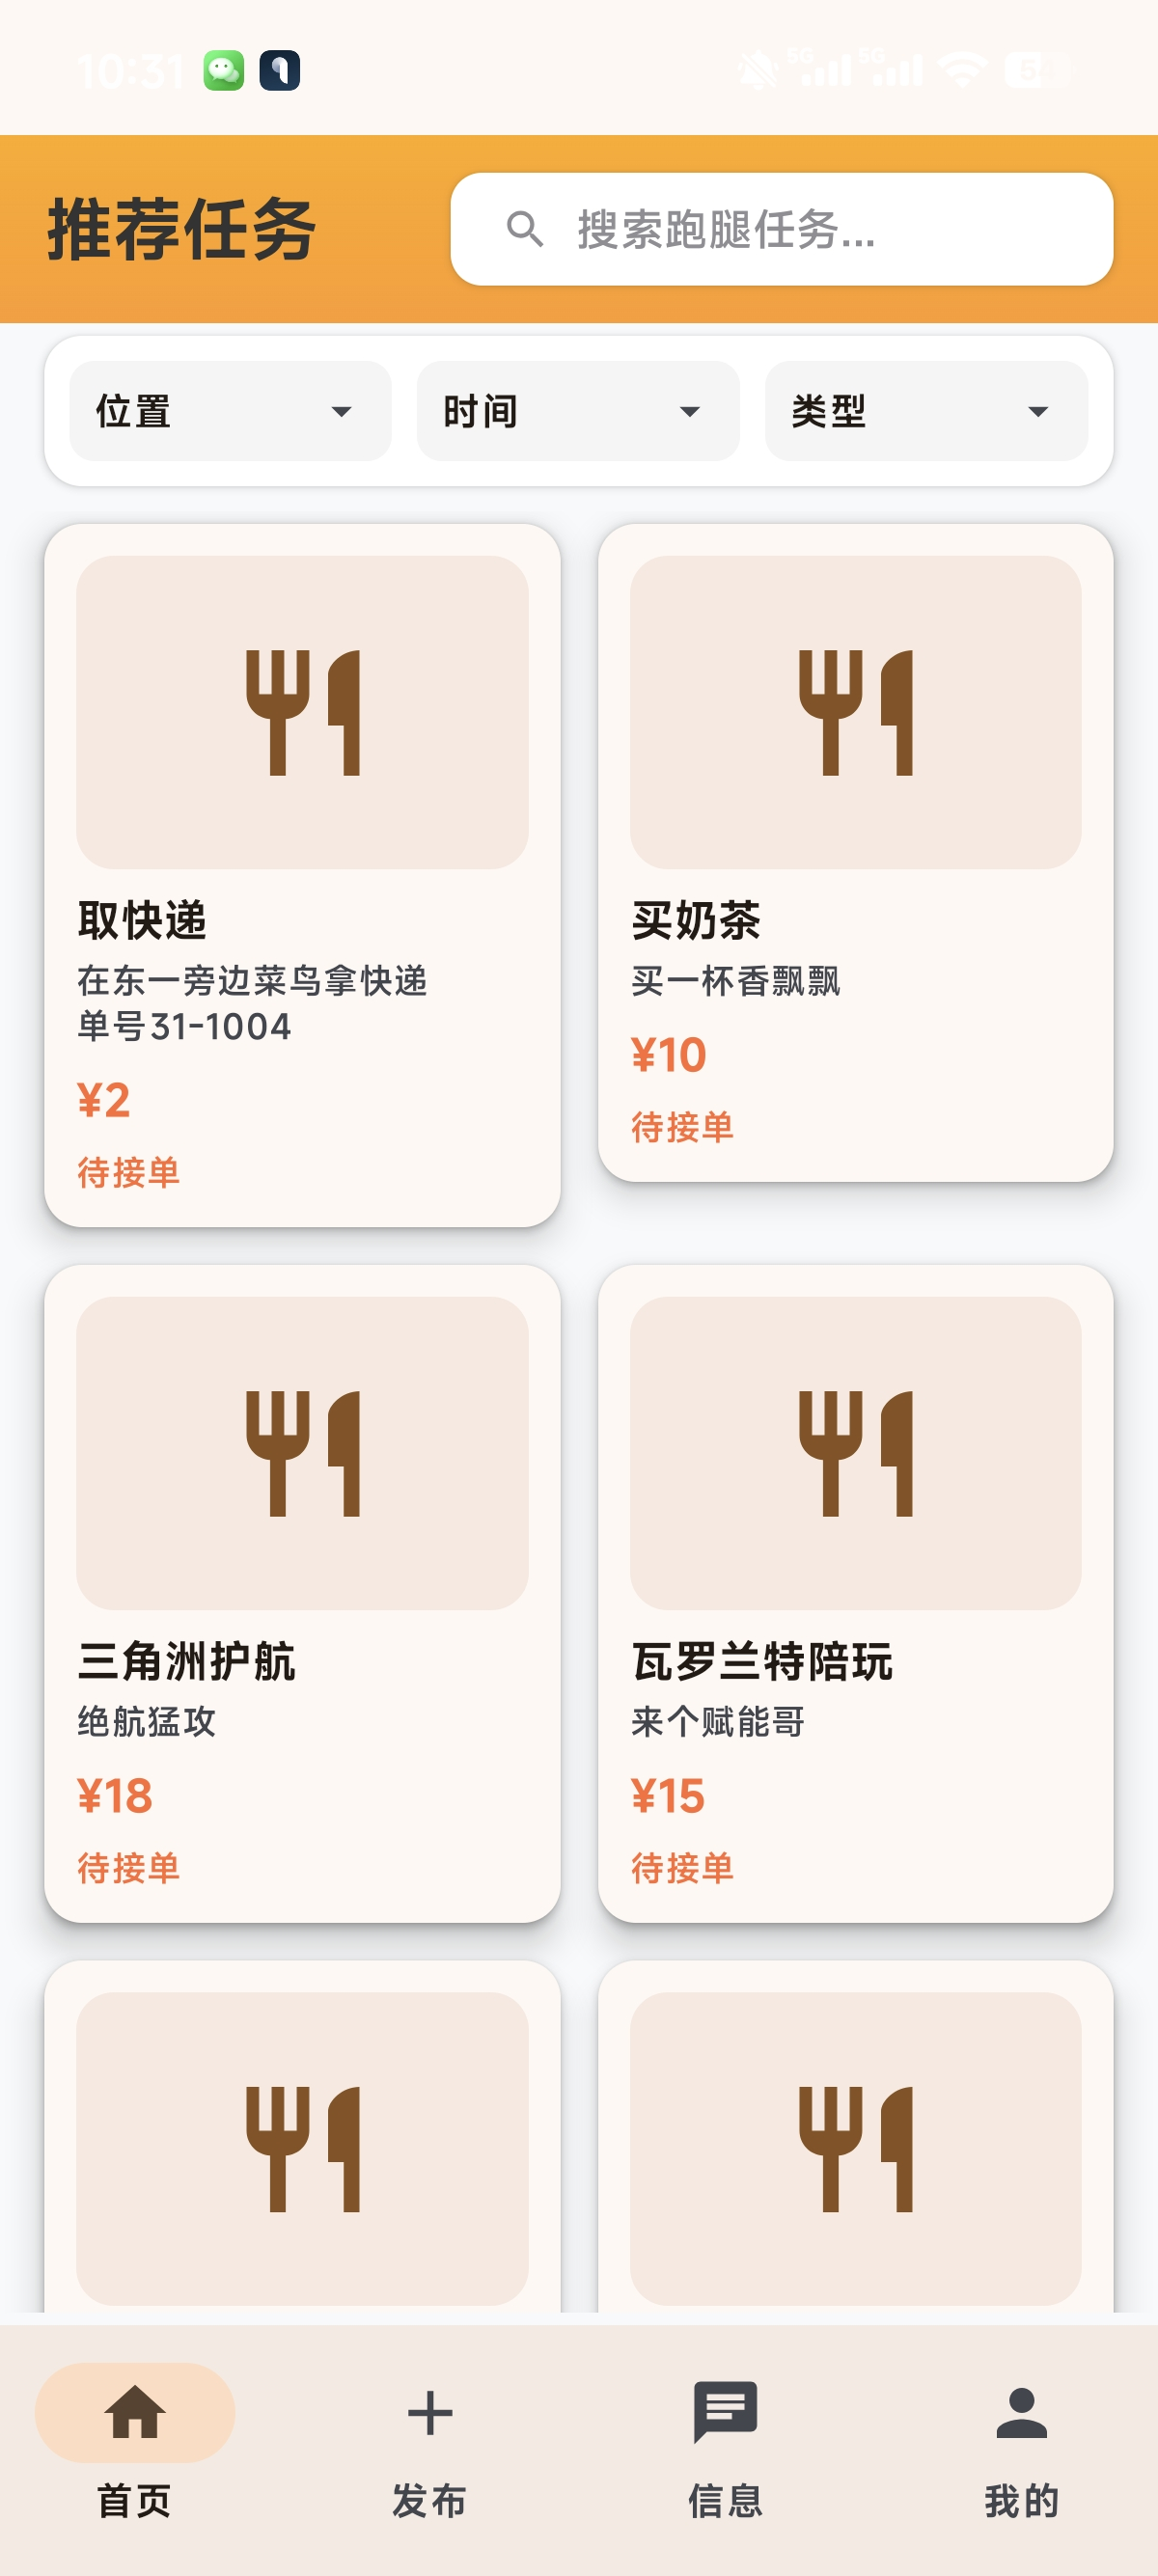 10:31
5G 5G
推荐任务
搜索跑腿任务...
位置
时间
类型
取快递
在东一旁边菜鸟拿快递
单号31-1004
¥2
待接单
买奶茶
买一杯香飘飘
¥10
待接单
三角洲护航
绝航猛攻
¥18
待接单
瓦罗兰特陪玩
来个赋能哥
¥15
待接单
首页
发布
信息
我的